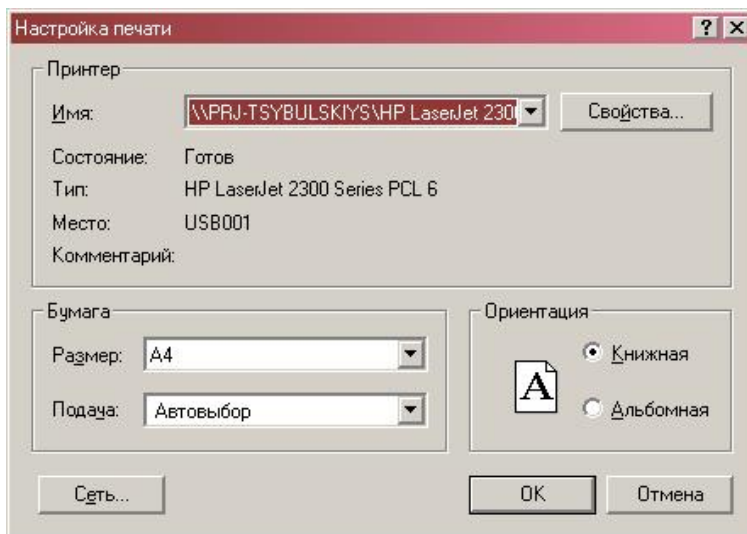 Настройка печати
Принтер
Имя: \\PRJ-TSYBULSKIYS\HP LaserJet 230 Свойства...
Состояние: Готов
Тип: HP LaserJet 2300 Series PCL 6
Место: USB001
Комментарий:
Бумага
Размер: A4
Подача: Автовыбор
Ориентация
A
Книжная
Альбомная
Сеть... OK Отмена